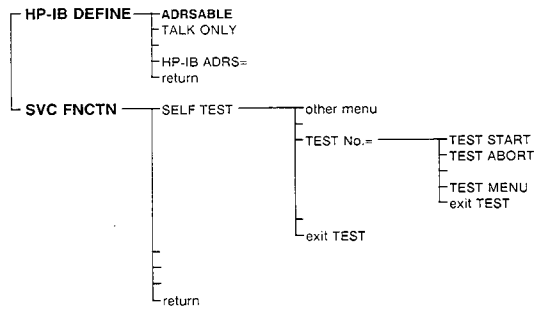 HP-IB DEFINE
ADRSABLE
TALK ONLY
HP-IB ADRS=
return
SVC FNCTN
SELF TEST
other menu
TEST No.=
TEST START
TEST ABORT
TEST MENU
exit TEST
exit TEST
return